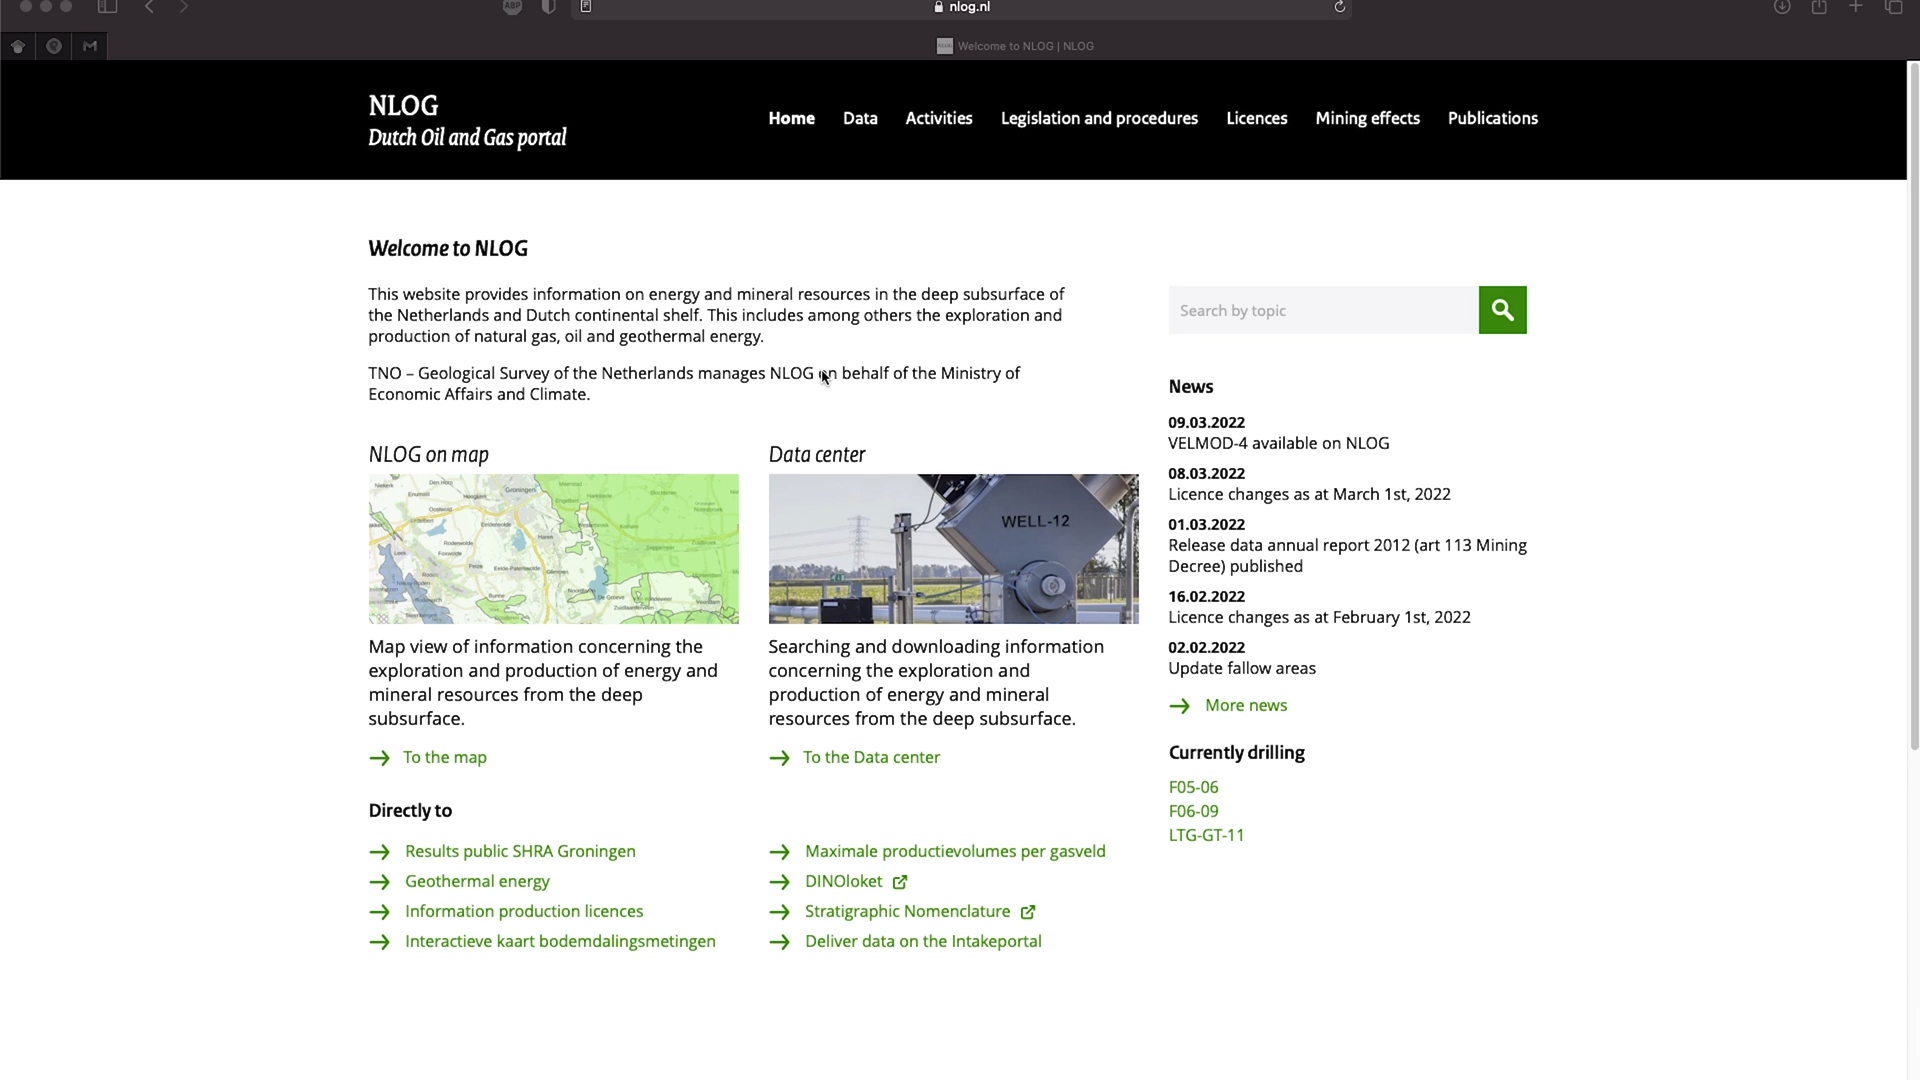 nlog.nl
Welcome to NLOG | NLOG
NLOG
Dutch Oil and Gas portal
Home Data Activities Legislation and procedures Licences Mining effects Publications
Welcome to NLOG
This website provides information on energy and mineral resources in the deep subsurface of
the Netherlands and Dutch continental shelf. This includes among others the exploration and
production of natural gas, oil and geothermal energy.
TNO – Geological Survey of the Netherlands manages NLOG on behalf of the Ministry of
Economic Affairs and Climate.
NLOG on map
Groningen
Haren
WELL-12
Data center
Map view of information concerning the
exploration and production of energy and
mineral resources from the deep
subsurface.
To the map
Searching and downloading information
concerning the exploration and
production of energy and mineral
resources from the deep subsurface.
To the Data center
Directly to
Results public SHRA Groningen
Geothermal energy
Information production licences
Interactieve kaart bodemdalingsmetingen
Maximale productievolumes per gasveld
DINOloket
Stratigraphic Nomenclature
Deliver data on the Intakeportal
Search by topic
News
09.03.2022
VELMOD-4 available on NLOG
08.03.2022
Licence changes as at March 1st, 2022
01.03.2022
Release data annual report 2012 (art 113 Mining
Decree) published
16.02.2022
Licence changes as at February 1st, 2022
02.02.2022
Update fallow areas
More news
Currently drilling
F05-06
F06-09
LTG-GT-11